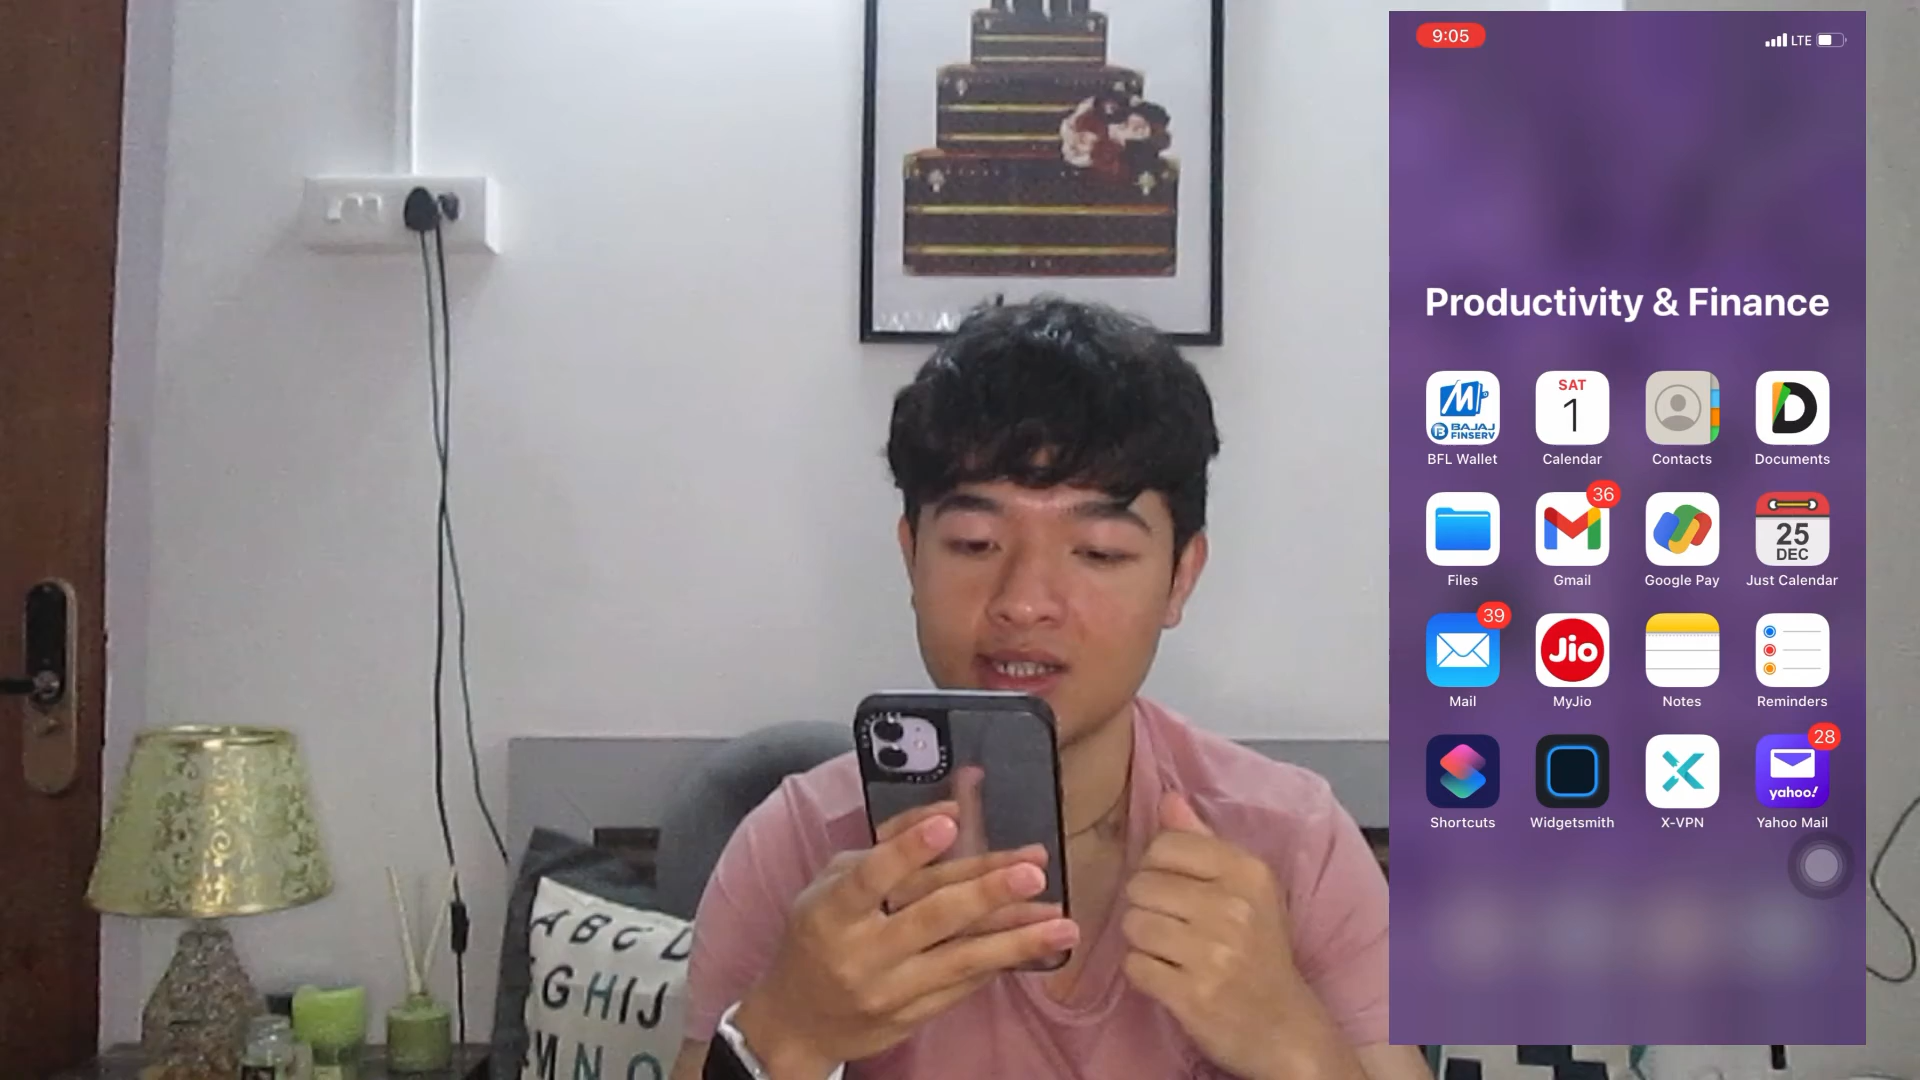 9:05
LTE
Productivity & Finance
BAJAJ
FINSERV
SAT
1
BFL Wallet
Calendar
Contacts
Documents
36
25
DEC
Files
Gmail
Google Pay
Just Calendar
39
Jio
Mail
MyJio
Notes
Reminders
28
yahoo!
Shortcuts
Widgetsmith
X-VPN
Yahoo Mail
A B C D
G H I J
M N O